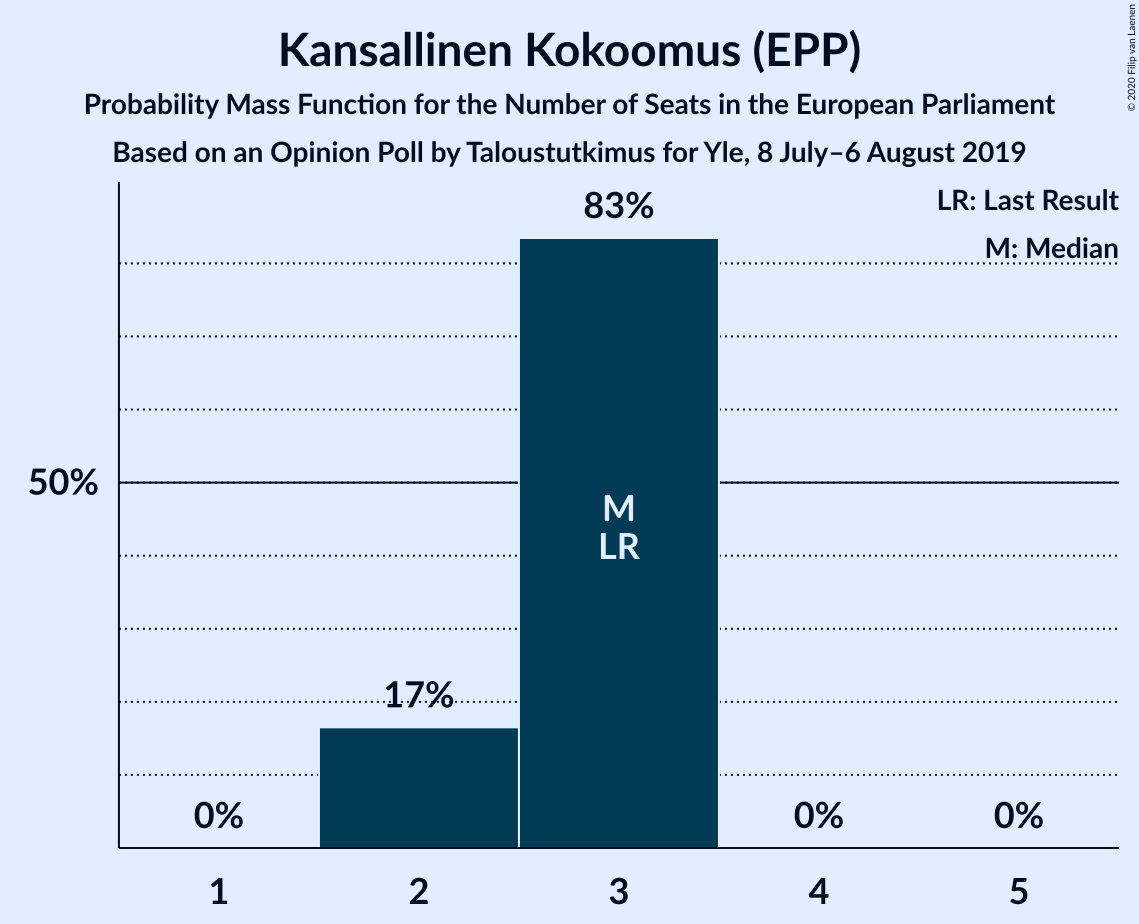 Kansallinen Kokoomus (EPP)
Probability Mass Function for the Number of Seats in the European Parliament
Based on an Opinion Poll by Taloustutkimus for Yle, 8 July–6 August 2019
© 2020 Filip van Laenen
LR: Last Result
M: Median
83%
50%
M
LR
17%
0%
0%
0%
1
2
3
4
5